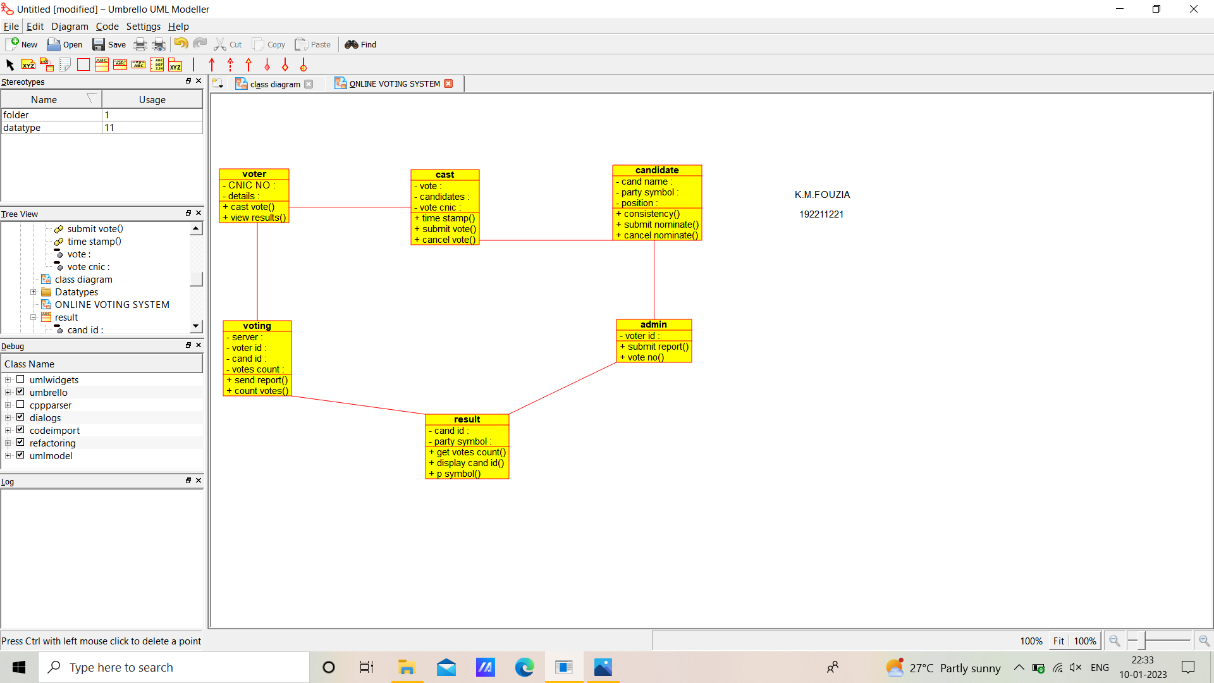 Untitled [modified] – Umbrello UML Modeller
File Edit Diagram Code Settings Help
New Open Save Cut Copy Paste Find
Stereotypes
Name Usage
folder 1
datatype 11
Tree View
submit vote()
time stamp()
vote :
vote cnic :
class diagram
Datatypes
ONLINE VOTING SYSTEM
result
cand id :
Debug
Class Name
umlwidgets
umbrello
cppparser
dialogs
codeimport
refactoring
umlmodel
Log
class diagram
ONLINE VOTING SYSTEM
voter
- CNIC NO :
- details :
+ cast vote()
+ view results()
cast
- vote :
- candidates :
- vote cnic :
+ time stamp()
+ submit vote()
+ cancel vote()
candidate
- cand name :
- party symbol :
- position :
+ consistency()
+ submit nominate()
+ cancel nominate()
K.M.FOUZIA
192211221
voting
- server :
- voter id :
- cand id :
- votes count :
+ send report()
+ count votes()
admin
- voter id :
+ submit report()
+ vote no()
result
- cand id :
- party symbol :
+ get votes count()
+ display cand id()
+ p symbol()
Press Ctrl with left mouse click to delete a point
100% Fit 100%
Type here to search
27°C Partly sunny
ENG
22:33
10-01-2023